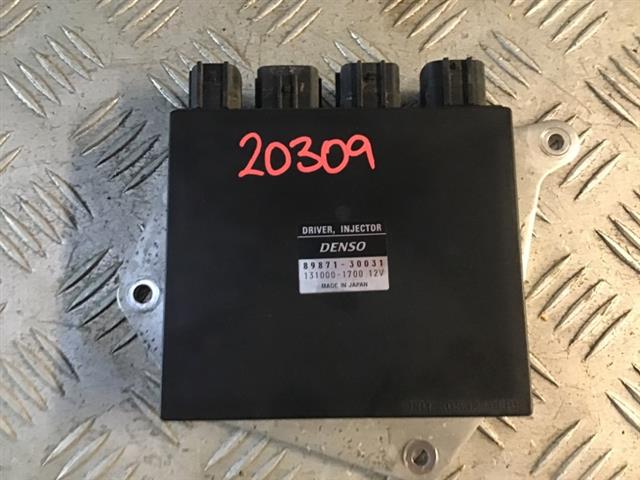 20309
DRIVER, INJECTOR
DENSO
89871-30031
131000-1700 12V
MADE IN JAPAN